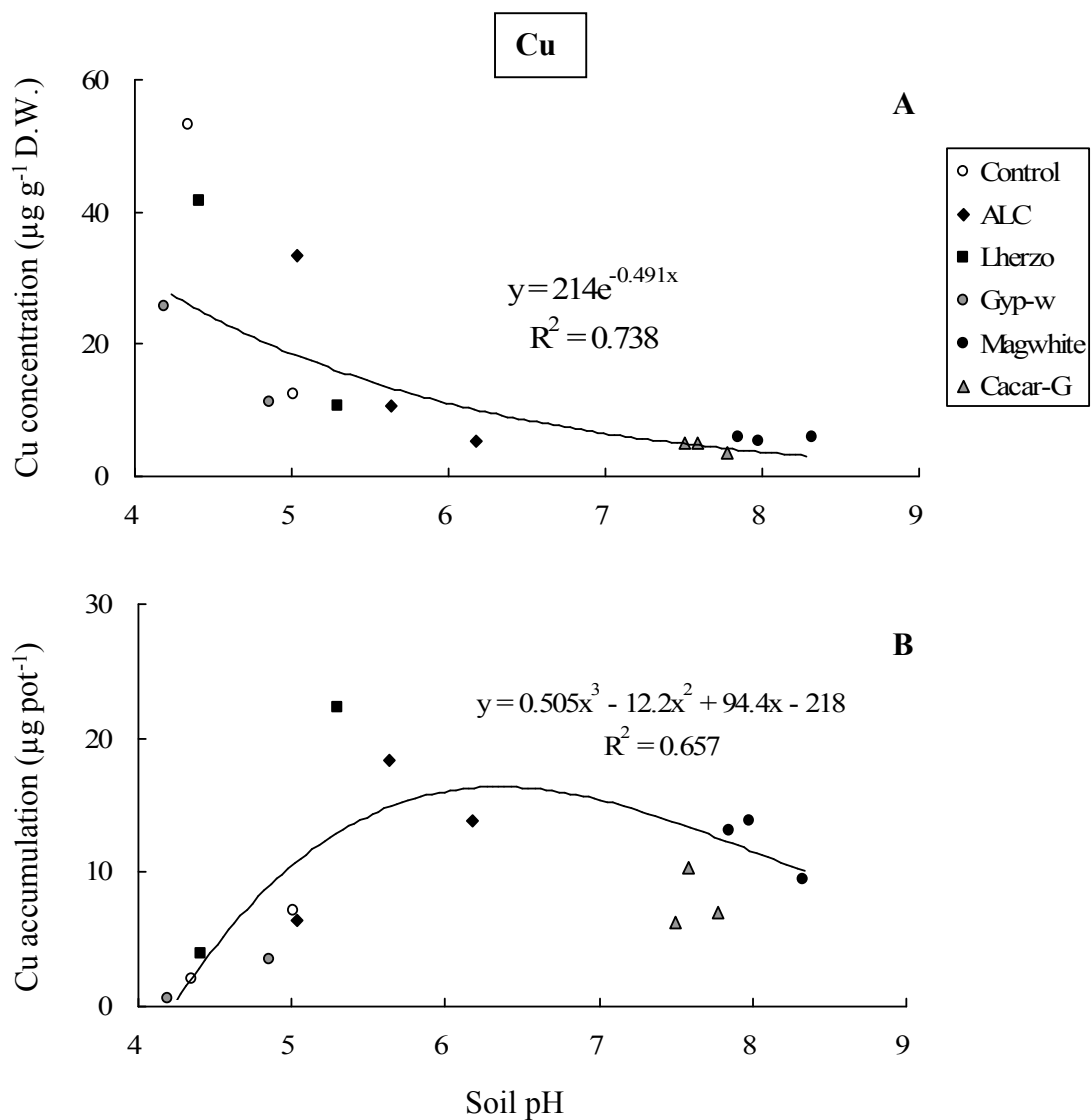 Cu
A
Cu concentration (µg g⁻¹ D.W.)
60
40
20
0
y = 214e⁻⁰·⁴⁹¹ˣ
R² = 0.738
4 5 6 7 8 9
Control
ALC
Lherzo
Gyp-w
Magwhite
Cacar-G
B
Cu accumulation (µg pot⁻¹)
30
20
10
0
y = 0.505x³ - 12.2x² + 94.4x - 218
R² = 0.657
4 5 6 7 8 9
Soil pH